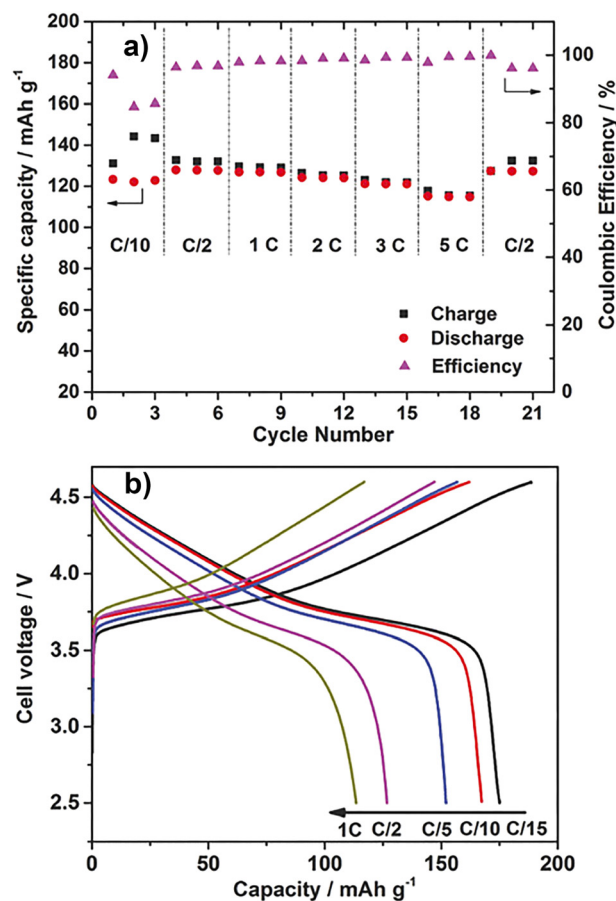 a)
200
180
160
140
120
100
80
60
40
20
Specific capacity / mAh g⁻¹
100
80
60
40
20
0
Coulombic Efficiency / %
C/10 C/2 1 C 2 C 3 C 5 C C/2
Charge
Discharge
Efficiency
0 3 6 9 12 15 18 21
Cycle Number
b)
4.5
4.0
3.5
3.0
2.5
Cell voltage / V
1C C/2 C/5 C/10 C/15
0 50 100 150 200
Capacity / mAh g⁻¹